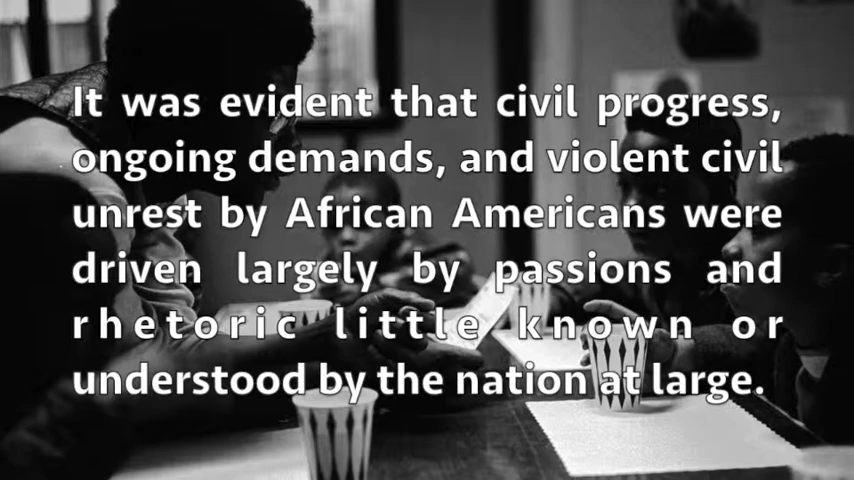 It was evident that civil progress,
ongoing demands, and violent civil
unrest by African Americans were
driven largely by passions and
rhetoric little known or
understood by the nation at large.